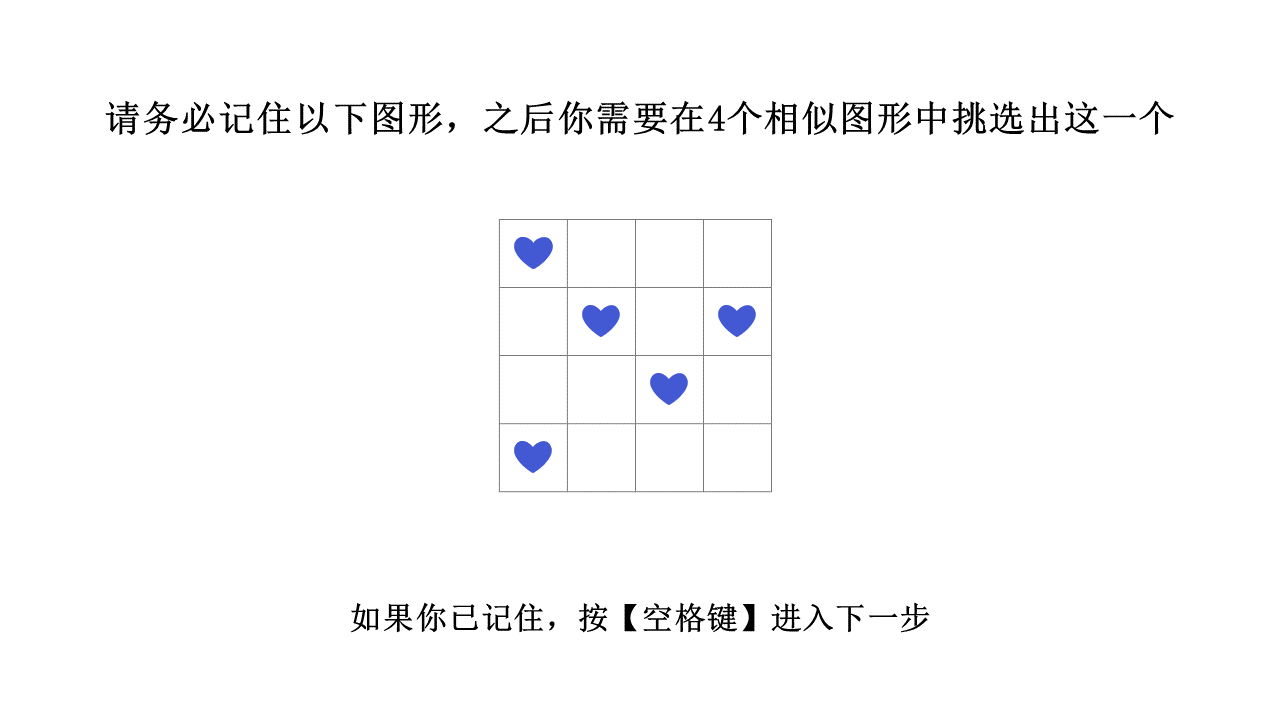 请务必记住以下图形，之后你需要在4个相似图形中挑选出这一个
如果你已记住，按【空格键】进入下一步